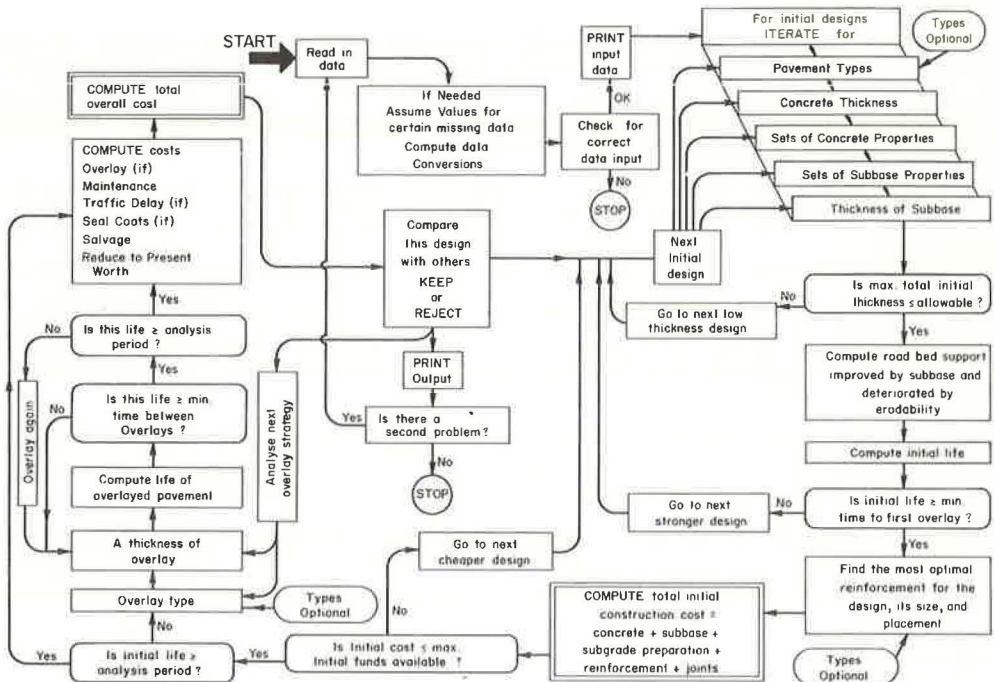 START
Read in
data
If Needed
Assume Values for
certain missing data
Compute data
Conversions
Check for
correct
data input
OK
PRINT
input
data
No
STOP
For initial designs
ITERATE for
Types
Optional
Pavement Types
Concrete Thickness
Sets of Concrete Properties
Sets of Subbase Properties
Thickness of Subbase
Next
Initial
design
Is max. total initial
thickness ≤ allowable ?
No
Go to next low
thickness design
Yes
Compute road bed support
improved by subbase and
deteriorated by
erodability
Compute initial life
Is initial life ≥ min.
time to first overlay ?
No
Go to next
stronger design
Yes
Find the most optimal
reinforcement for the
design, its size, and
placement
Types
Optional
COMPUTE total initial
construction cost =
concrete + subbase +
subgrade preparation +
reinforcement + joints
Is Initial cost ≤ max.
Initial funds available ?
No
Go to next
cheaper design
Yes
Is initial life ≥
analysis period ?
Yes
No
Overlay type
Types
Optional
A thickness of
overlay
Compute life of
overlayed pavement
Is this life ≥ min.
time between
Overlays ?
No
Yes
Is this life ≥ analysis
period ?
No
Overlay again
Yes
COMPUTE costs
Overlay (if)
Maintenance
Traffic Delay (if)
Seal Coats (if)
Salvage
Reduce to Present
Worth
COMPUTE total
overall cost
Compare
This design
with others
KEEP
or
REJECT
Analyse next
overlay strategy
PRINT
Output
Is there a
second problem ?
Yes
No
STOP